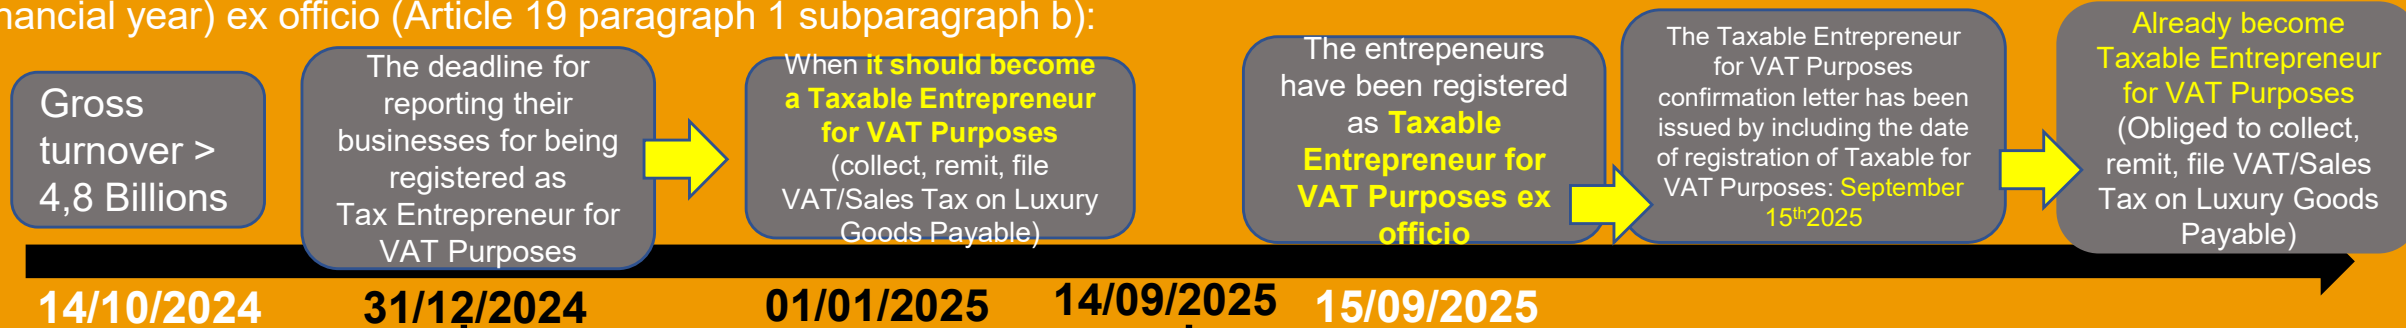 nancial year) ex officio (Article 19 paragraph 1 subparagraph b):
Gross
turnover >
4,8 Billions
The deadline for
reporting their
businesses for being
registered as
Tax Entrepreneur for
VAT Purposes
When it should become
a Taxable Entrepreneur
for VAT Purposes
(collect, remit, file
VAT/Sales Tax on Luxury
Goods Payable)
The entrepeneurs
have been registered
as Taxable
Entrepreneur for
VAT Purposes ex
officio
The Taxable Entrepreneur
for VAT Purposes
confirmation letter has been
issued by including the date
of registration of Taxable for
VAT Purposes: September
15th2025
Already become
Taxable Entrepreneur
for VAT Purposes
(Obliged to collect,
remit, file VAT/Sales
Tax on Luxury Goods
Payable)
14/10/2024
31/12/2024
01/01/2025
14/09/2025
15/09/2025